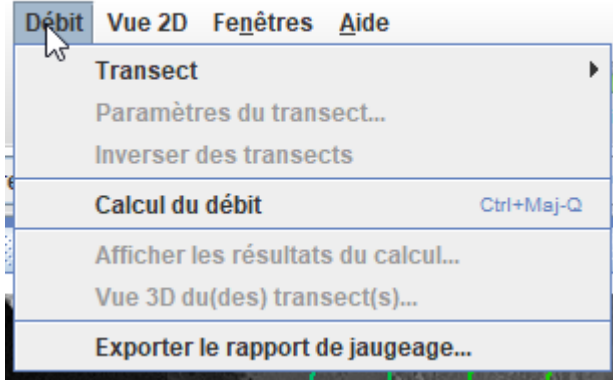 Débit Vue 2D Fenêtres Aide
Transect
Paramètres du transect...
Inverser des transects
Calcul du débit Ctrl+Maj-Q
Afficher les résultats du calcul...
Vue 3D du(des) transect(s)...
Exporter le rapport de jaugeage...